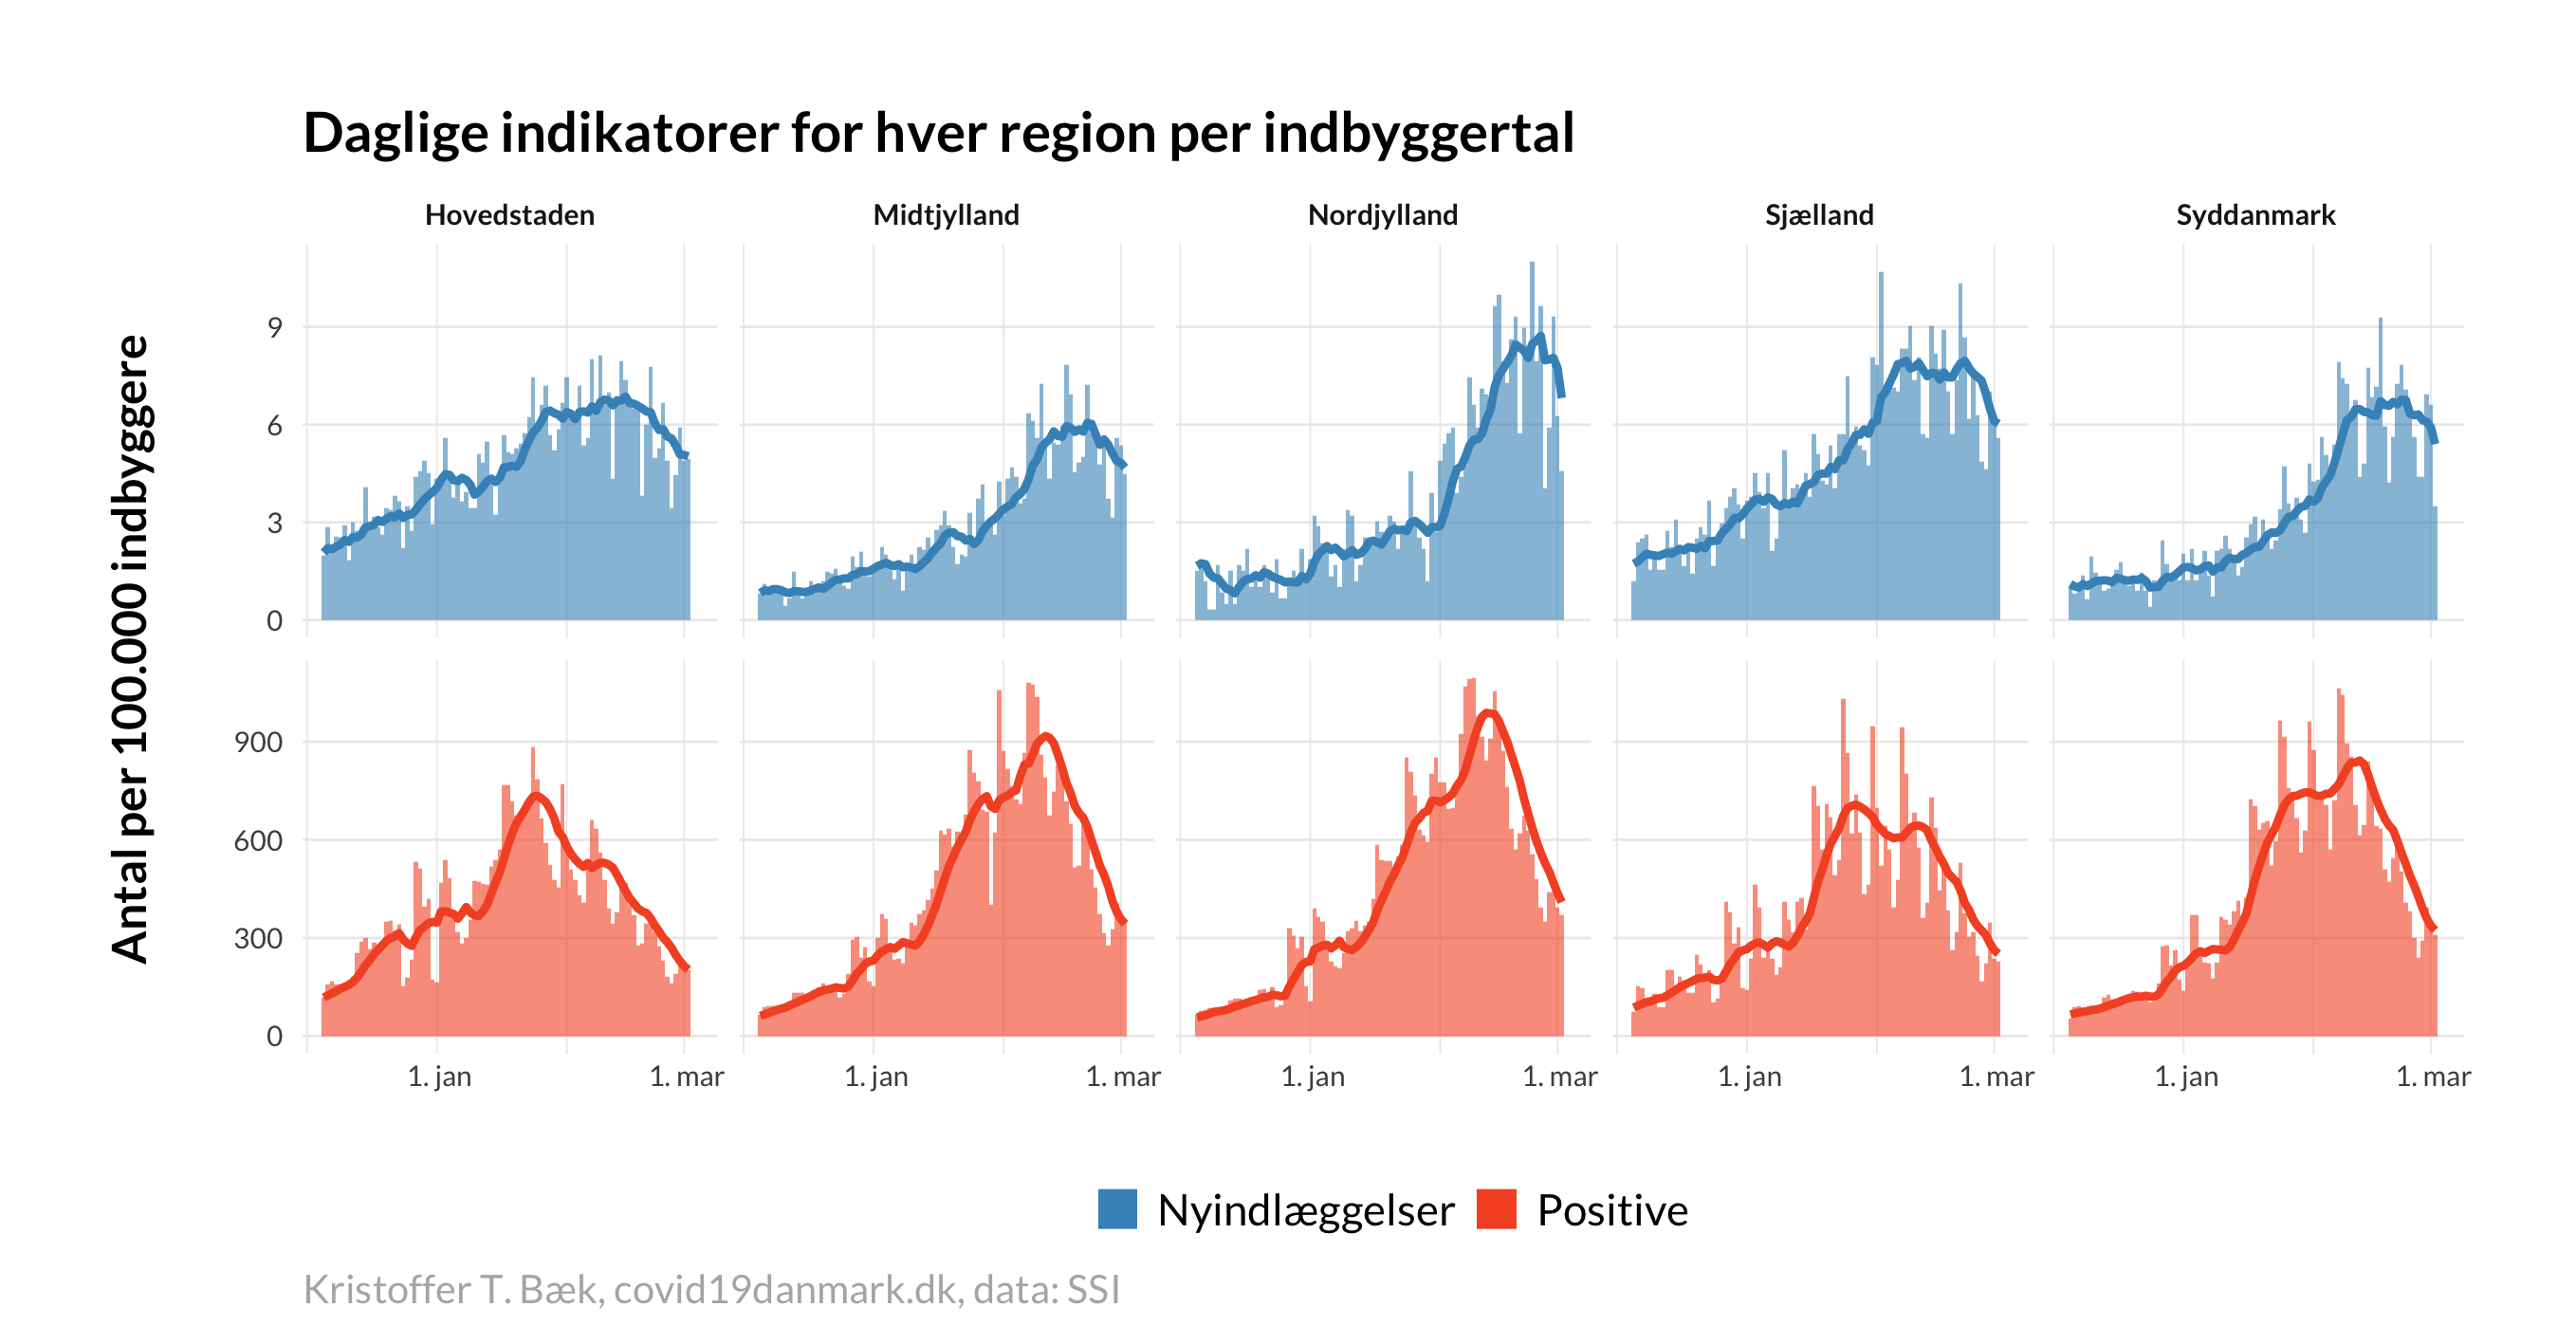 Daglige indikatorer for hver region per indbyggertal
Hovedstaden Midtjylland Nordjylland Sjælland Syddanmark
Antal per 100.000 indbyggere
9
6
3
0
900
600
300
0
1. jan 1. mar 1. jan 1. mar 1. jan 1. mar 1. jan 1. mar 1. jan 1. mar
Nyindlæggelser Positive
Kristoffer T. Bæk, covid19danmark.dk, data: SSI